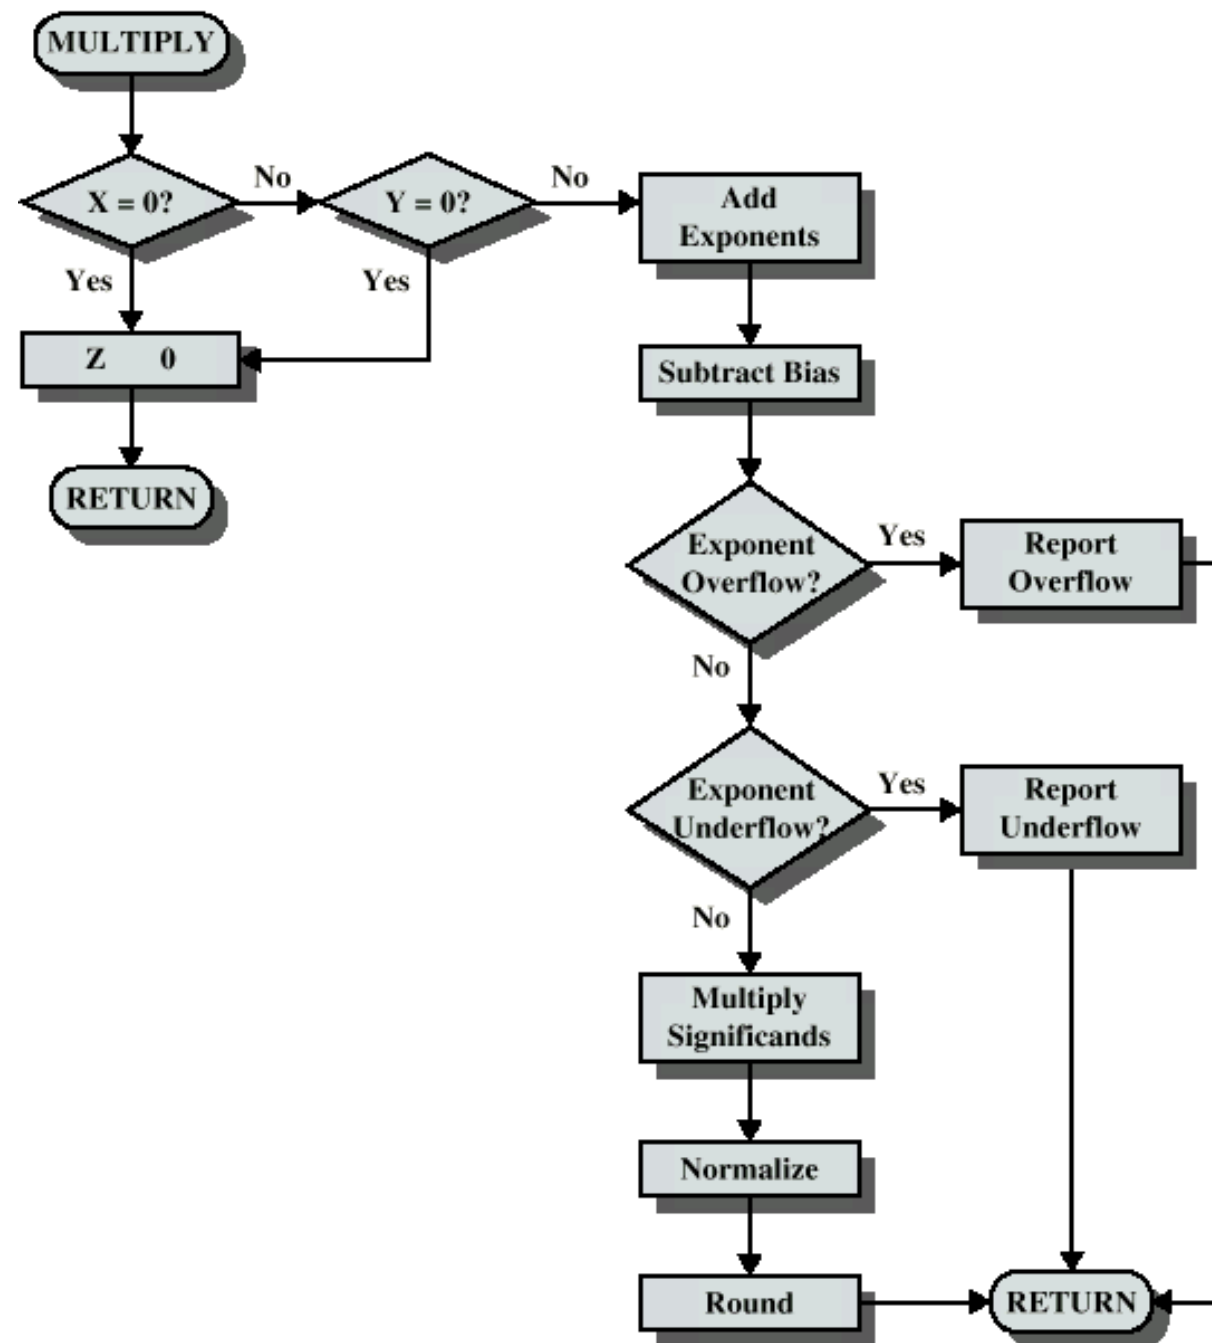 MULTIPLY
X = 0?
No
Y = 0?
No
Add
Exponents
Yes
Yes
Z 0
RETURN
Subtract Bias
Exponent
Overflow?
Yes
Report
Overflow
No
Exponent
Underflow?
Yes
Report
Underflow
No
Multiply
Significands
Normalize
Round
RETURN